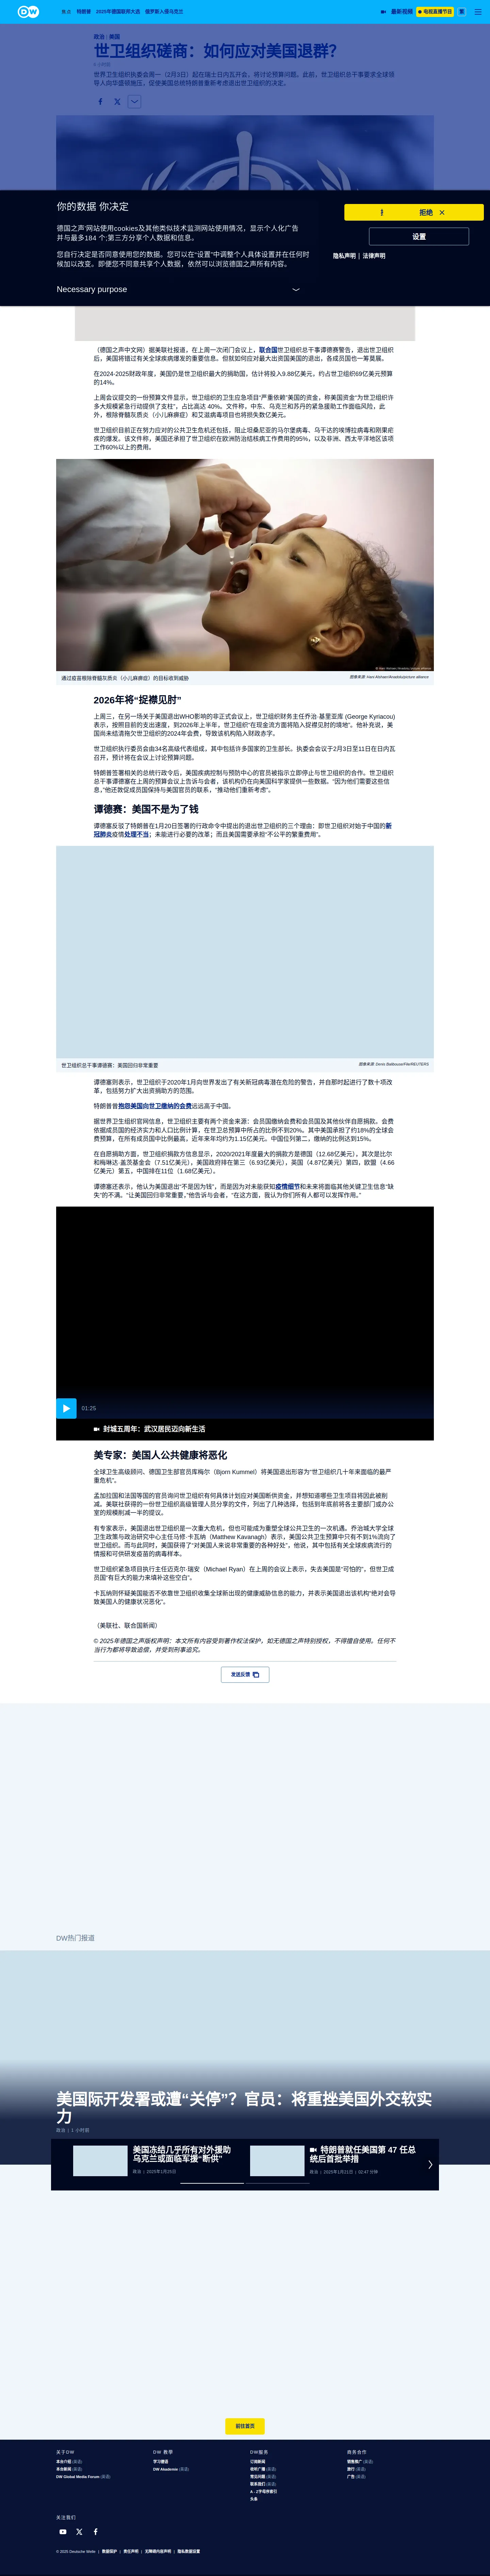 焦点 特朗普 2025年德国联邦大选 俄罗斯入侵乌克兰
最新视频 电视直播节目 繁
政治 | 美国
世卫组织磋商：如何应对美国退群？
世界卫生组织执委会周一（2月3日）起在瑞士日内瓦开会，将讨论预算问题。此前，世卫组织总干事要求全球领
导人向华盛顿施压，促使美国总统特朗普重新考虑退出世卫组织的决定。
你的数据 你决定
德国之声'网站使用cookies及其他类似技术监测网站使用情况，显示个人化广告
并与最多184 个;第三方分享个人数据和信息。
您自行决定是否同意使用您的数据。您可以在"设置"中调整个人具体设置并在任何时
候加以改变。即便您不同意共享个人数据，依然可以浏览德国之声所有内容。
Necessary purpose
拒绝
设置
隐私声明 | 法律声明
（德国之声中文网）据美联社报道，在上周一次闭门会议上，联合国世卫组织总干事谭德赛警告，退出世卫组织
后，美国将错过有关全球疾病爆发的重要信息。但就如何应对最大出资国美国的退出，各成员国也一筹莫展。
在2024-2025财政年度，美国仍是世卫组织最大的捐助国，估计将投入9.88亿美元，约占世卫组织69亿美元预算
的14%。
上周会议提交的一份预算文件显示，世卫组织的卫生应急项目"严重依赖"美国的资金，称美国资金"为世卫组织许
多大规模紧急行动提供了支柱"，占比高达 40%。文件称，中东、乌克兰和苏丹的紧急援助工作面临风险，此
外，根除脊髓灰质炎（小儿麻痹症）和艾滋病毒项目也将损失数亿美元。
世卫组织目前正在努力应对的公共卫生危机还包括，阻止坦桑尼亚的马尔堡病毒、乌干达的埃博拉病毒和刚果疟
疾的爆发。该文件称，美国还承担了世卫组织在欧洲防治结核病工作费用的95%，以及非洲、西太平洋地区该项
工作60%以上的费用。
通过疫苗根除脊髓灰质炎（小儿麻痹症）的目标收到威胁
图像来源: Hani Alshaer/Anadolu/picture alliance
2026年将“捉襟见肘”
上周三，在另一场关于美国退出WHO影响的非正式会议上，世卫组织财务主任乔治·基里亚库 (George Kyriacou)
表示，按照目前的支出速度，到2026年上半年，世卫组织"在现金流方面将陷入捉襟见肘的境地"。他补充说，美
国尚未结清拖欠世卫组织的2024年会费，导致该机构陷入财政赤字。
世卫组织执行委员会由34名高级代表组成，其中包括许多国家的卫生部长。执委会会议于2月3日至11日在日内瓦
召开，预计将在会议上讨论预算问题。
特朗普签署相关的总统行政令后，美国疾病控制与预防中心的官员被指示立即停止与世卫组织的合作。世卫组织
总干事谭德塞在上周的预算会议上告诉与会者，该机构仍在向美国科学家提供一些数据。"因为他们需要这些信
息，"他还敦促成员国保持与美国官员的联系，"推动他们重新考虑"。
谭德赛：美国不是为了钱
谭德塞反驳了特朗普在1月20日签署的行政命令中提出的退出世卫组织的三个理由：即世卫组织对始于中国的新
冠肺炎疫情处理不当；未能进行必要的改革；而且美国需要承担"不公平的繁重费用"。
世卫组织总干事谭德赛：美国回归非常重要
图像来源: Denis Balibouse/File/REUTERS
谭德塞则表示，世卫组织于2020年1月向世界发出了有关新冠病毒潜在危险的警告，并自那时起进行了数十项改
革，包括努力扩大出资捐助方的范围。
特朗普曾抱怨美国向世卫缴纳的会费远远高于中国。
据世界卫生组织官网信息，世卫组织主要有两个资金来源：会员国缴纳会费和会员国及其他伙伴自愿捐款。会费
依据成员国的经济实力和人口比例计算，在世卫总预算中所占的比例不到20%。其中美国承担了约18%的全球会
费预算，在所有成员国中比例最高，近年来年均约为1.15亿美元。中国位列第二，缴纳的比例达到15%。
在自愿捐助方面，世卫组织捐款方信息显示，2020/2021年度最大的捐款方是德国（12.68亿美元），其次是比尔
和梅琳达·盖茨基金会（7.51亿美元），美国政府排在第三（6.93亿美元），英国（4.87亿美元）第四，欧盟（4.66
亿美元）第五，中国排在11位（1.68亿美元）。
谭德塞还表示，他认为美国退出"不是因为钱"，而是因为对未能获知疫情细节和未来将面临其他关键卫生信息"缺
失"的不满。"让美国回归非常重要，"他告诉与会者，"在这方面，我认为你们所有人都可以发挥作用。"
01:25
封城五周年：武汉居民迈向新生活
美专家：美国人公共健康将恶化
全球卫生高级顾问、德国卫生部官员库梅尔（Bjorn Kummel）将美国退出形容为"世卫组织几十年来面临的最严
重危机"。
孟加拉国和法国等国的官员询问世卫组织有何具体计划应对美国断供资金，并想知道哪些卫生项目将因此被削
减。美联社获得的一份世卫组织高级管理人员分享的文件，列出了几种选择，包括到年底前将各主要部门或办公
室的规模削减一半的提议。
有专家表示，美国退出世卫组织是一次重大危机，但也可能成为重塑全球公共卫生的一次机遇。乔治城大学全球
卫生政策与政治研究中心主任马修·卡瓦纳（Matthew Kavanagh）表示，美国公共卫生预算中只有不到1%流向了
世卫组织。而与此同时，美国获得了"对美国人来说非常重要的各种好处"，他说，其中包括有关全球疾病流行的
情报和可供研发疫苗的病毒样本。
世卫组织紧急项目执行主任迈克尔·瑞安（Michael Ryan）在上周的会议上表示，失去美国是"可怕的"，但世卫成
员国"有巨大的能力来填补这些空白"。
卡瓦纳则怀疑美国能否不依靠世卫组织收集全球新出现的健康威胁信息的能力，并表示美国退出该机构"绝对会导
致美国人的健康状况恶化"。
（美联社、联合国新闻）
© 2025年德国之声版权声明：本文所有内容受到著作权法保护，如无德国之声特别授权，不得擅自使用。任何不
当行为都将导致追偿，并受到刑事追究。
发送反馈
DW热门报道
美国际开发署或遭“关停”？官员：将重挫美国外交软实
力
政治 | 1 小时前
美国冻结几乎所有对外援助
乌克兰或面临军援“断供”
政治 | 2025年1月25日
特朗普就任美国第 47 任总
统后首批举措
政治 | 2025年1月21日 | 02:47 分钟
前往首页
关于DW
本台介绍 (英语)
本台新闻 (英语)
DW Global Media Forum (英语)
DW 教学
学习德语
DW Akademie (英语)
DW服务
订阅新闻
收听广播 (英语)
常见问题 (英语)
联系我们 (英语)
A - Z字母序索引
头条
商务合作
销售推广 (英语)
旅行 (英语)
广告 (英语)
关注我们
© 2025 Deutsche Welle | 数据保护 | 责任声明 | 无障碍内容声明 | 隐私数据设置